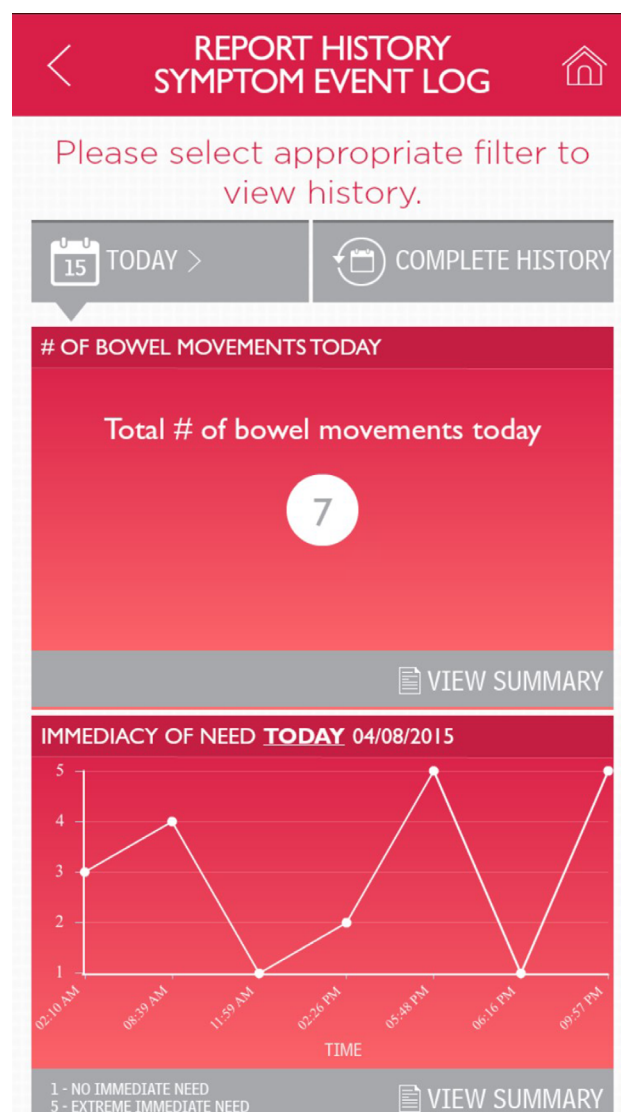 REPORT HISTORY
SYMPTOM EVENT LOG
Please select appropriate filter to
view history.
15
TODAY >
COMPLETE HISTORY
# OF BOWEL MOVEMENTS TODAY
Total # of bowel movements today
7
VIEW SUMMARY
IMMEDIACY OF NEED TODAY 04/08/2015
5
4
3
2
1
02:10 AM
08:39 AM
11:59 AM
02:26 PM
05:48 PM
06:16 PM
09:57 PM
TIME
1 - NO IMMEDIATE NEED
5 - EXTREME IMMEDIATE NEED
VIEW SUMMARY